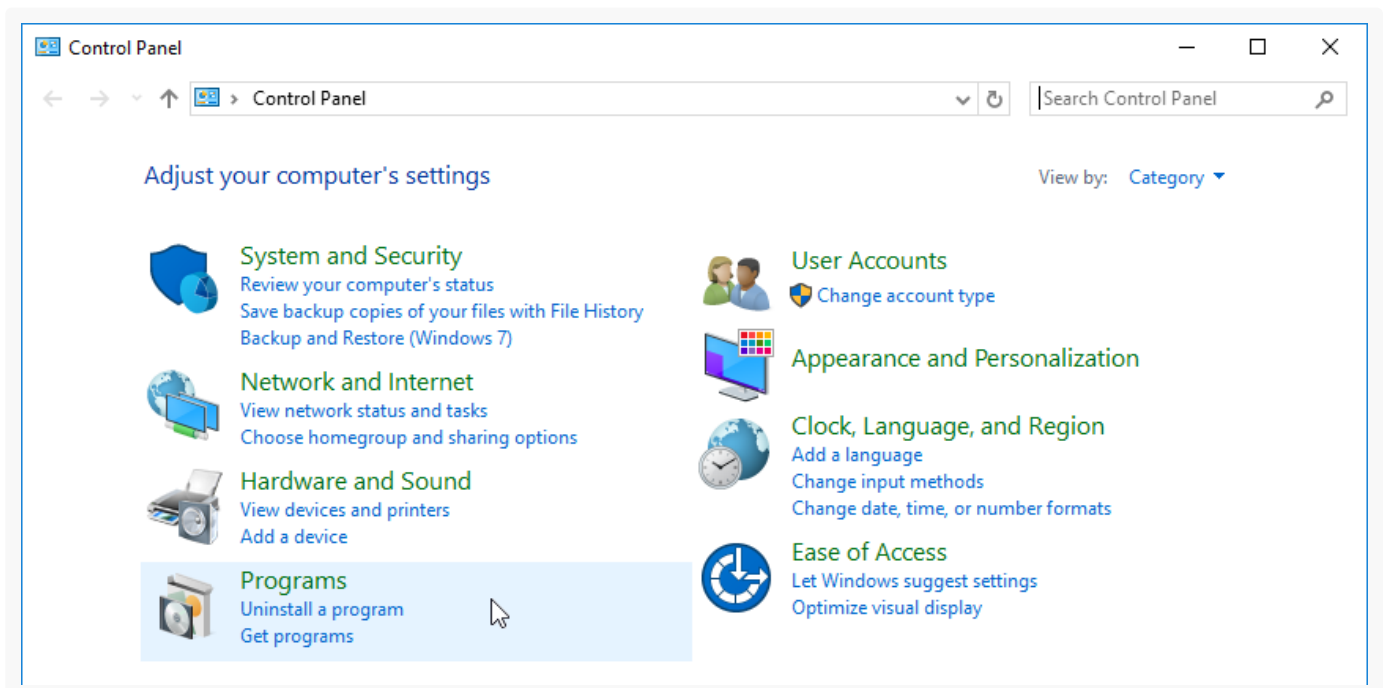 Control Panel
Control Panel
Search Control Panel
Adjust your computer's settings
View by: Category
System and Security
Review your computer's status
Save backup copies of your files with File History
Backup and Restore (Windows 7)
Network and Internet
View network status and tasks
Choose homegroup and sharing options
Hardware and Sound
View devices and printers
Add a device
Programs
Uninstall a program
Get programs
User Accounts
Change account type
Appearance and Personalization
Clock, Language, and Region
Add a language
Change input methods
Change date, time, or number formats
Ease of Access
Let Windows suggest settings
Optimize visual display